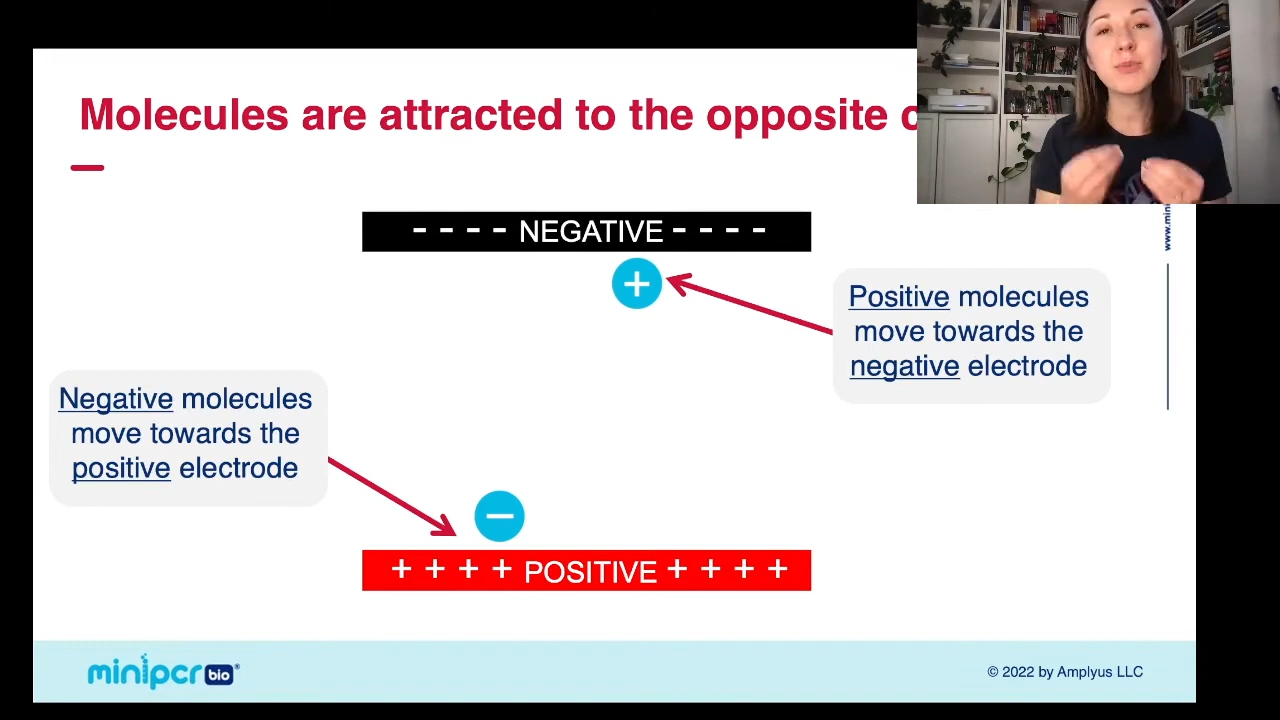 Molecules are attracted to the opposite
- - - - NEGATIVE - - - -
+
Positive molecules
move towards the
negative electrode
Negative molecules
move towards the
positive electrode
−
+ + + + POSITIVE + + + +
minipcr bio®
© 2022 by Amplyus LLC